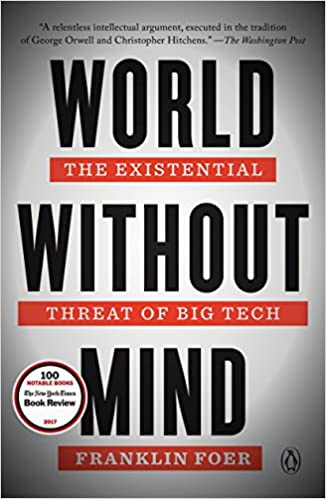 "A relentless intellectual argument, executed in the tradition
of George Orwell and Christopher Hitchens." —The Washington Post
WORLD
THE EXISTENTIAL
WITHOUT
THREAT OF BIG TECH
MIND
100
NOTABLE BOOKS
The New York Times
Book Review
2017
FRANKLIN FOER